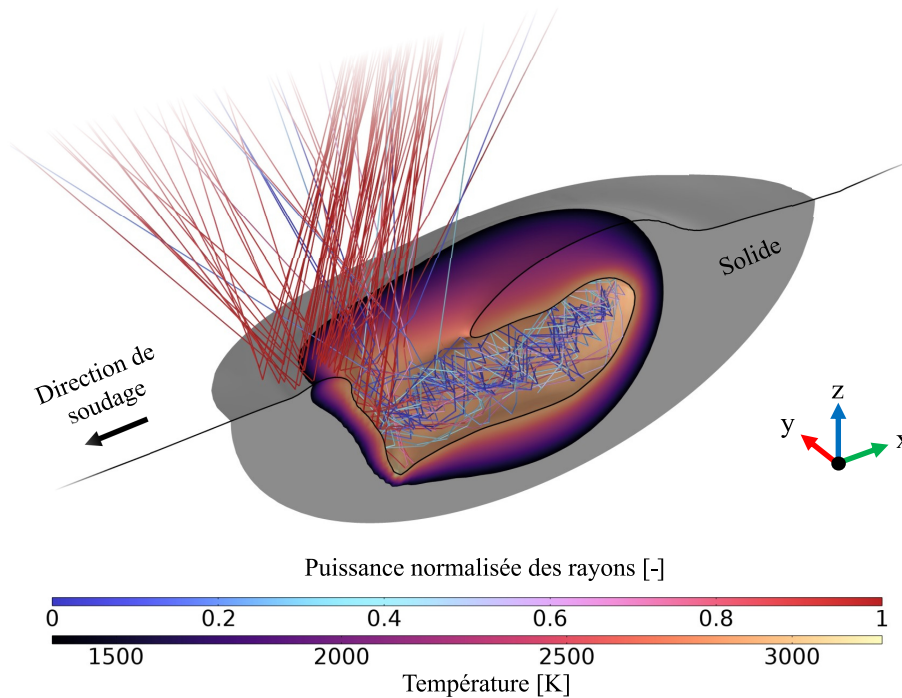 Solide
Direction de
soudage
z
y
x
Puissance normalisée des rayons [-]
0 0.2 0.4 0.6 0.8 1
1500 2000 2500 3000
Température [K]